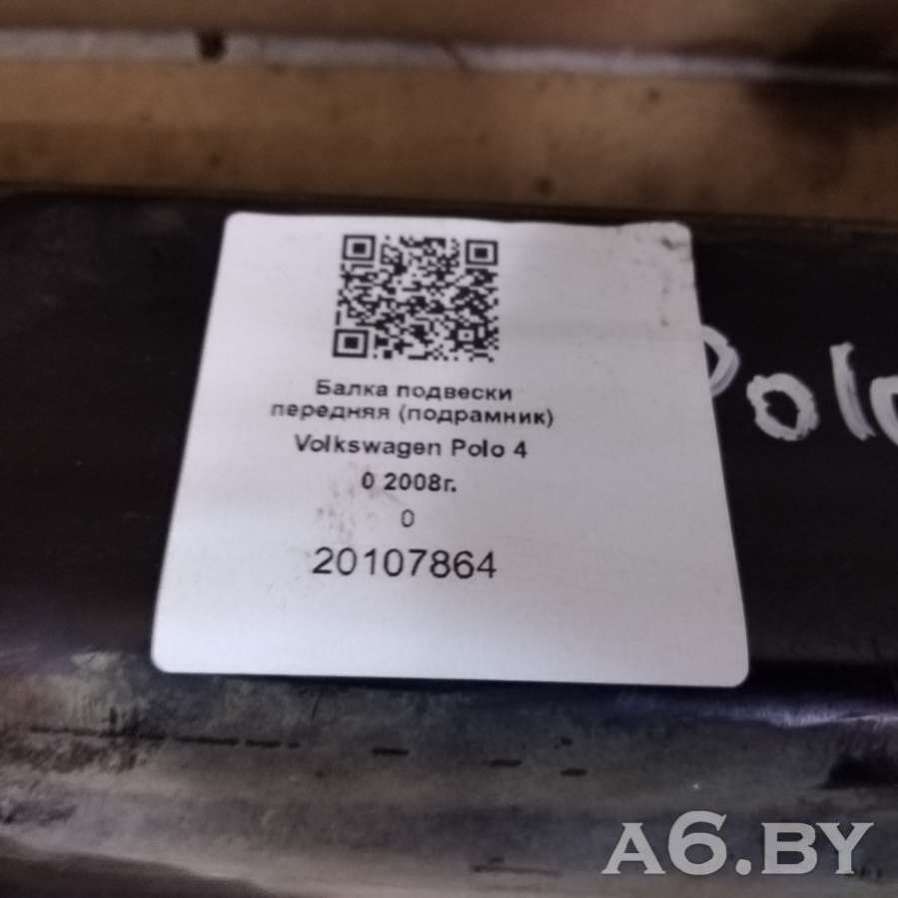 Балка подвески
передняя (подрамник)
Volkswagen Polo 4
0 2008г.
0
20107864
Polo
A6.BY